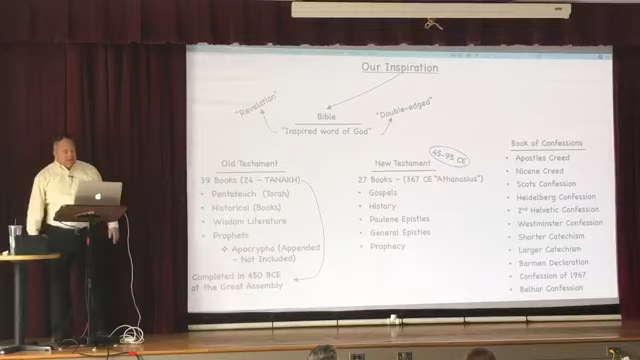 Our Inspiration
"Revelation"
Bible
"Double-edged"
"Inspired word of God"
Old Testament
39 Books (24 - TANAKH)
• Pentateuch (Torah)
• Historical (Books)
• Wisdom Literature
• Prophets
❖ Apocrypha (Appended
– Not Included)
Completed in 450 BCE
at the Great Assembly
45-95 CE
New Testament
27 Books – (367 CE "Athanasius")
• Gospels
• History
• Pauline Epistles
• General Epistles
• Prophecy
Book of Confessions
• Apostles Creed
• Nicene Creed
• Scots Confession
• Heidelberg Confession
• 2nd Helvetic Confession
• Westminster Confession
• Shorter Catechism
• Larger Catechism
• Barmen Declaration
• Confession of 1967
• Belhar Confession